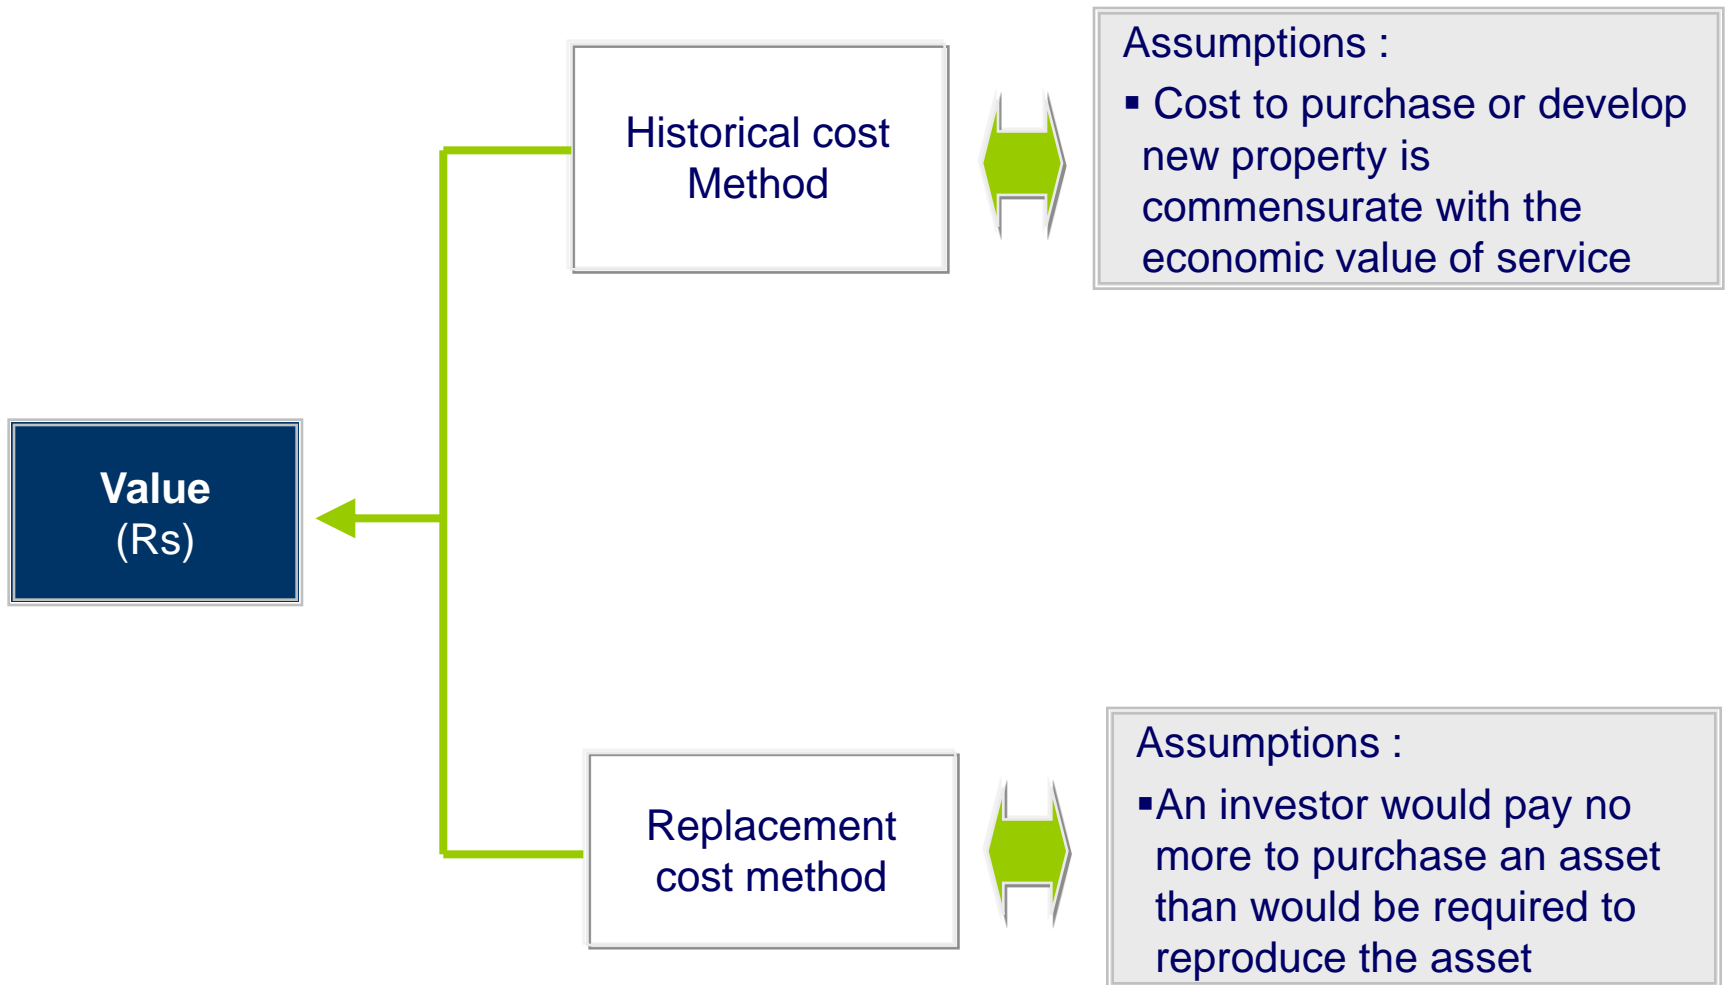 Historical cost
Method
Assumptions :
▪ Cost to purchase or develop
new property is
commensurate with the
economic value of service
Value
(Rs)
Replacement
cost method
Assumptions :
▪An investor would pay no
more to purchase an asset
than would be required to
reproduce the asset